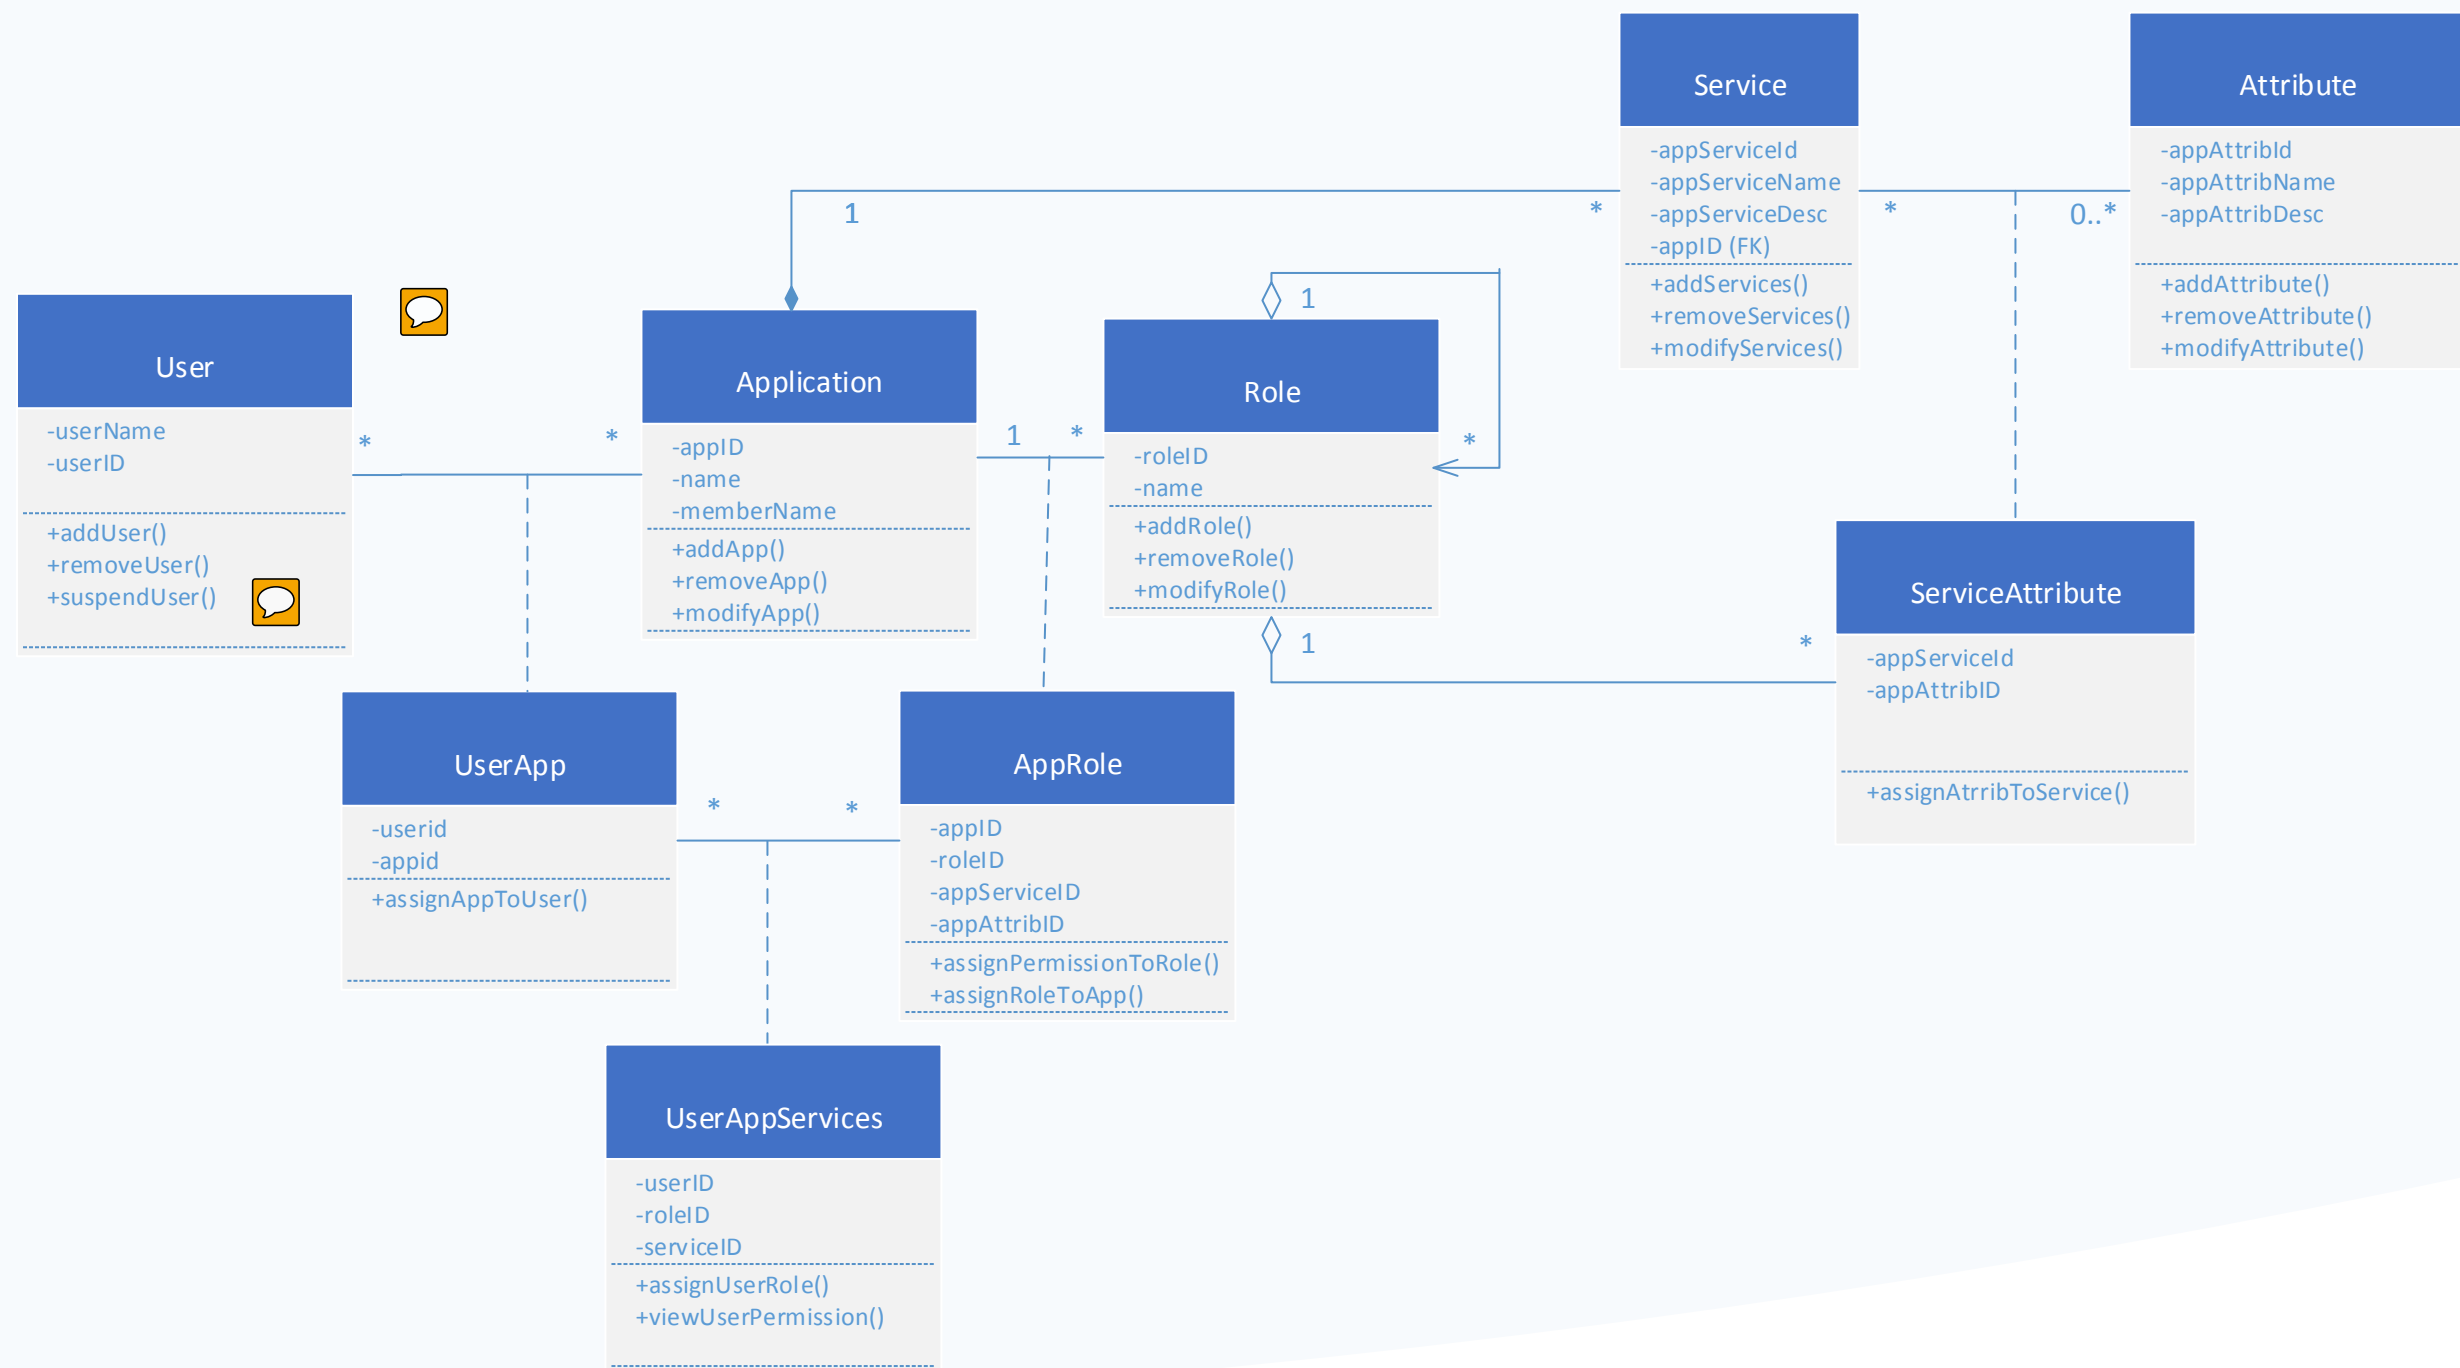 Service
-appServiceId
-appServiceName
-appServiceDesc
-appID (FK)
+addServices()
+removeServices()
+modifyServices()
Attribute
-appAttribId
-appAttribName
-appAttribDesc
+addAttribute()
+removeAttribute()
+modifyAttribute()
1
*
*
0..*
User
-userName
-userID
+addUser()
+removeUser()
+suspendUser()
*
*
Application
-appID
-name
-memberName
+addApp()
+removeApp()
+modifyApp()
1
*
Role
-roleID
-name
+addRole()
+removeRole()
+modifyRole()
1
*
1
*
ServiceAttribute
-appServiceId
-appAttribID
+assignAtrribToService()
UserApp
-userid
-appid
+assignAppToUser()
*
*
AppRole
-appID
-roleID
-appServiceID
-appAttribID
+assignPermissionToRole()
+assignRoleToApp()
UserAppServices
-userID
-roleID
-serviceID
+assignUserRole()
+viewUserPermission()